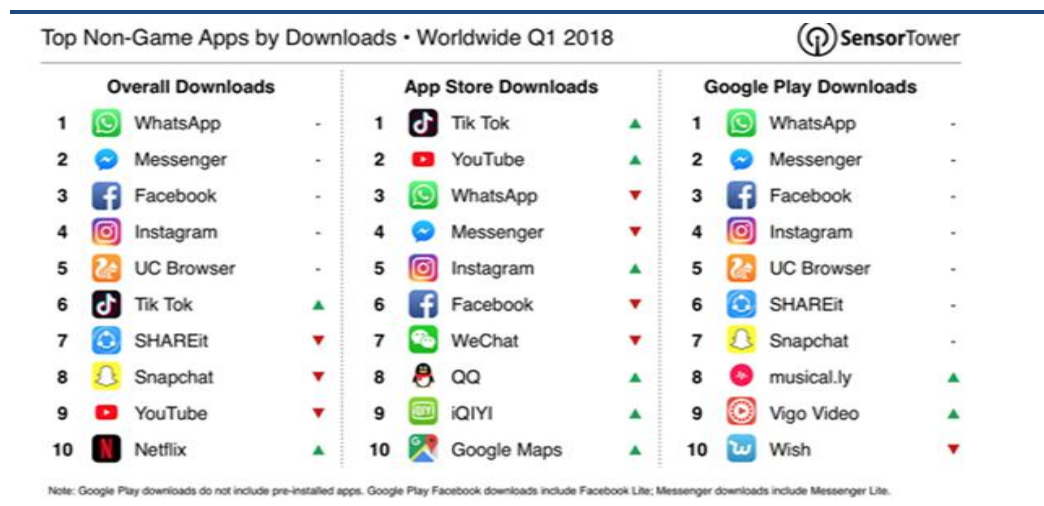 Top Non-Game Apps by Downloads • Worldwide Q1 2018
SensorTower
Overall Downloads
1 WhatsApp -
2 Messenger -
3 Facebook -
4 Instagram -
5 UC Browser -
6 Tik Tok ▲
7 SHAREit ▼
8 Snapchat ▼
9 YouTube ▼
10 Netflix ▲
App Store Downloads
1 Tik Tok ▲
2 YouTube ▲
3 WhatsApp ▼
4 Messenger ▼
5 Instagram ▲
6 Facebook ▼
7 WeChat ▼
8 QQ ▲
9 iQIYI ▲
10 Google Maps ▲
Google Play Downloads
1 WhatsApp -
2 Messenger -
3 Facebook -
4 Instagram -
5 UC Browser -
6 SHAREit -
7 Snapchat -
8 musical.ly ▲
9 Vigo Video ▲
10 Wish ▼
Note: Google Play downloads do not include pre-installed apps. Google Play Facebook downloads include Facebook Lite; Messenger downloads include Messenger Lite.